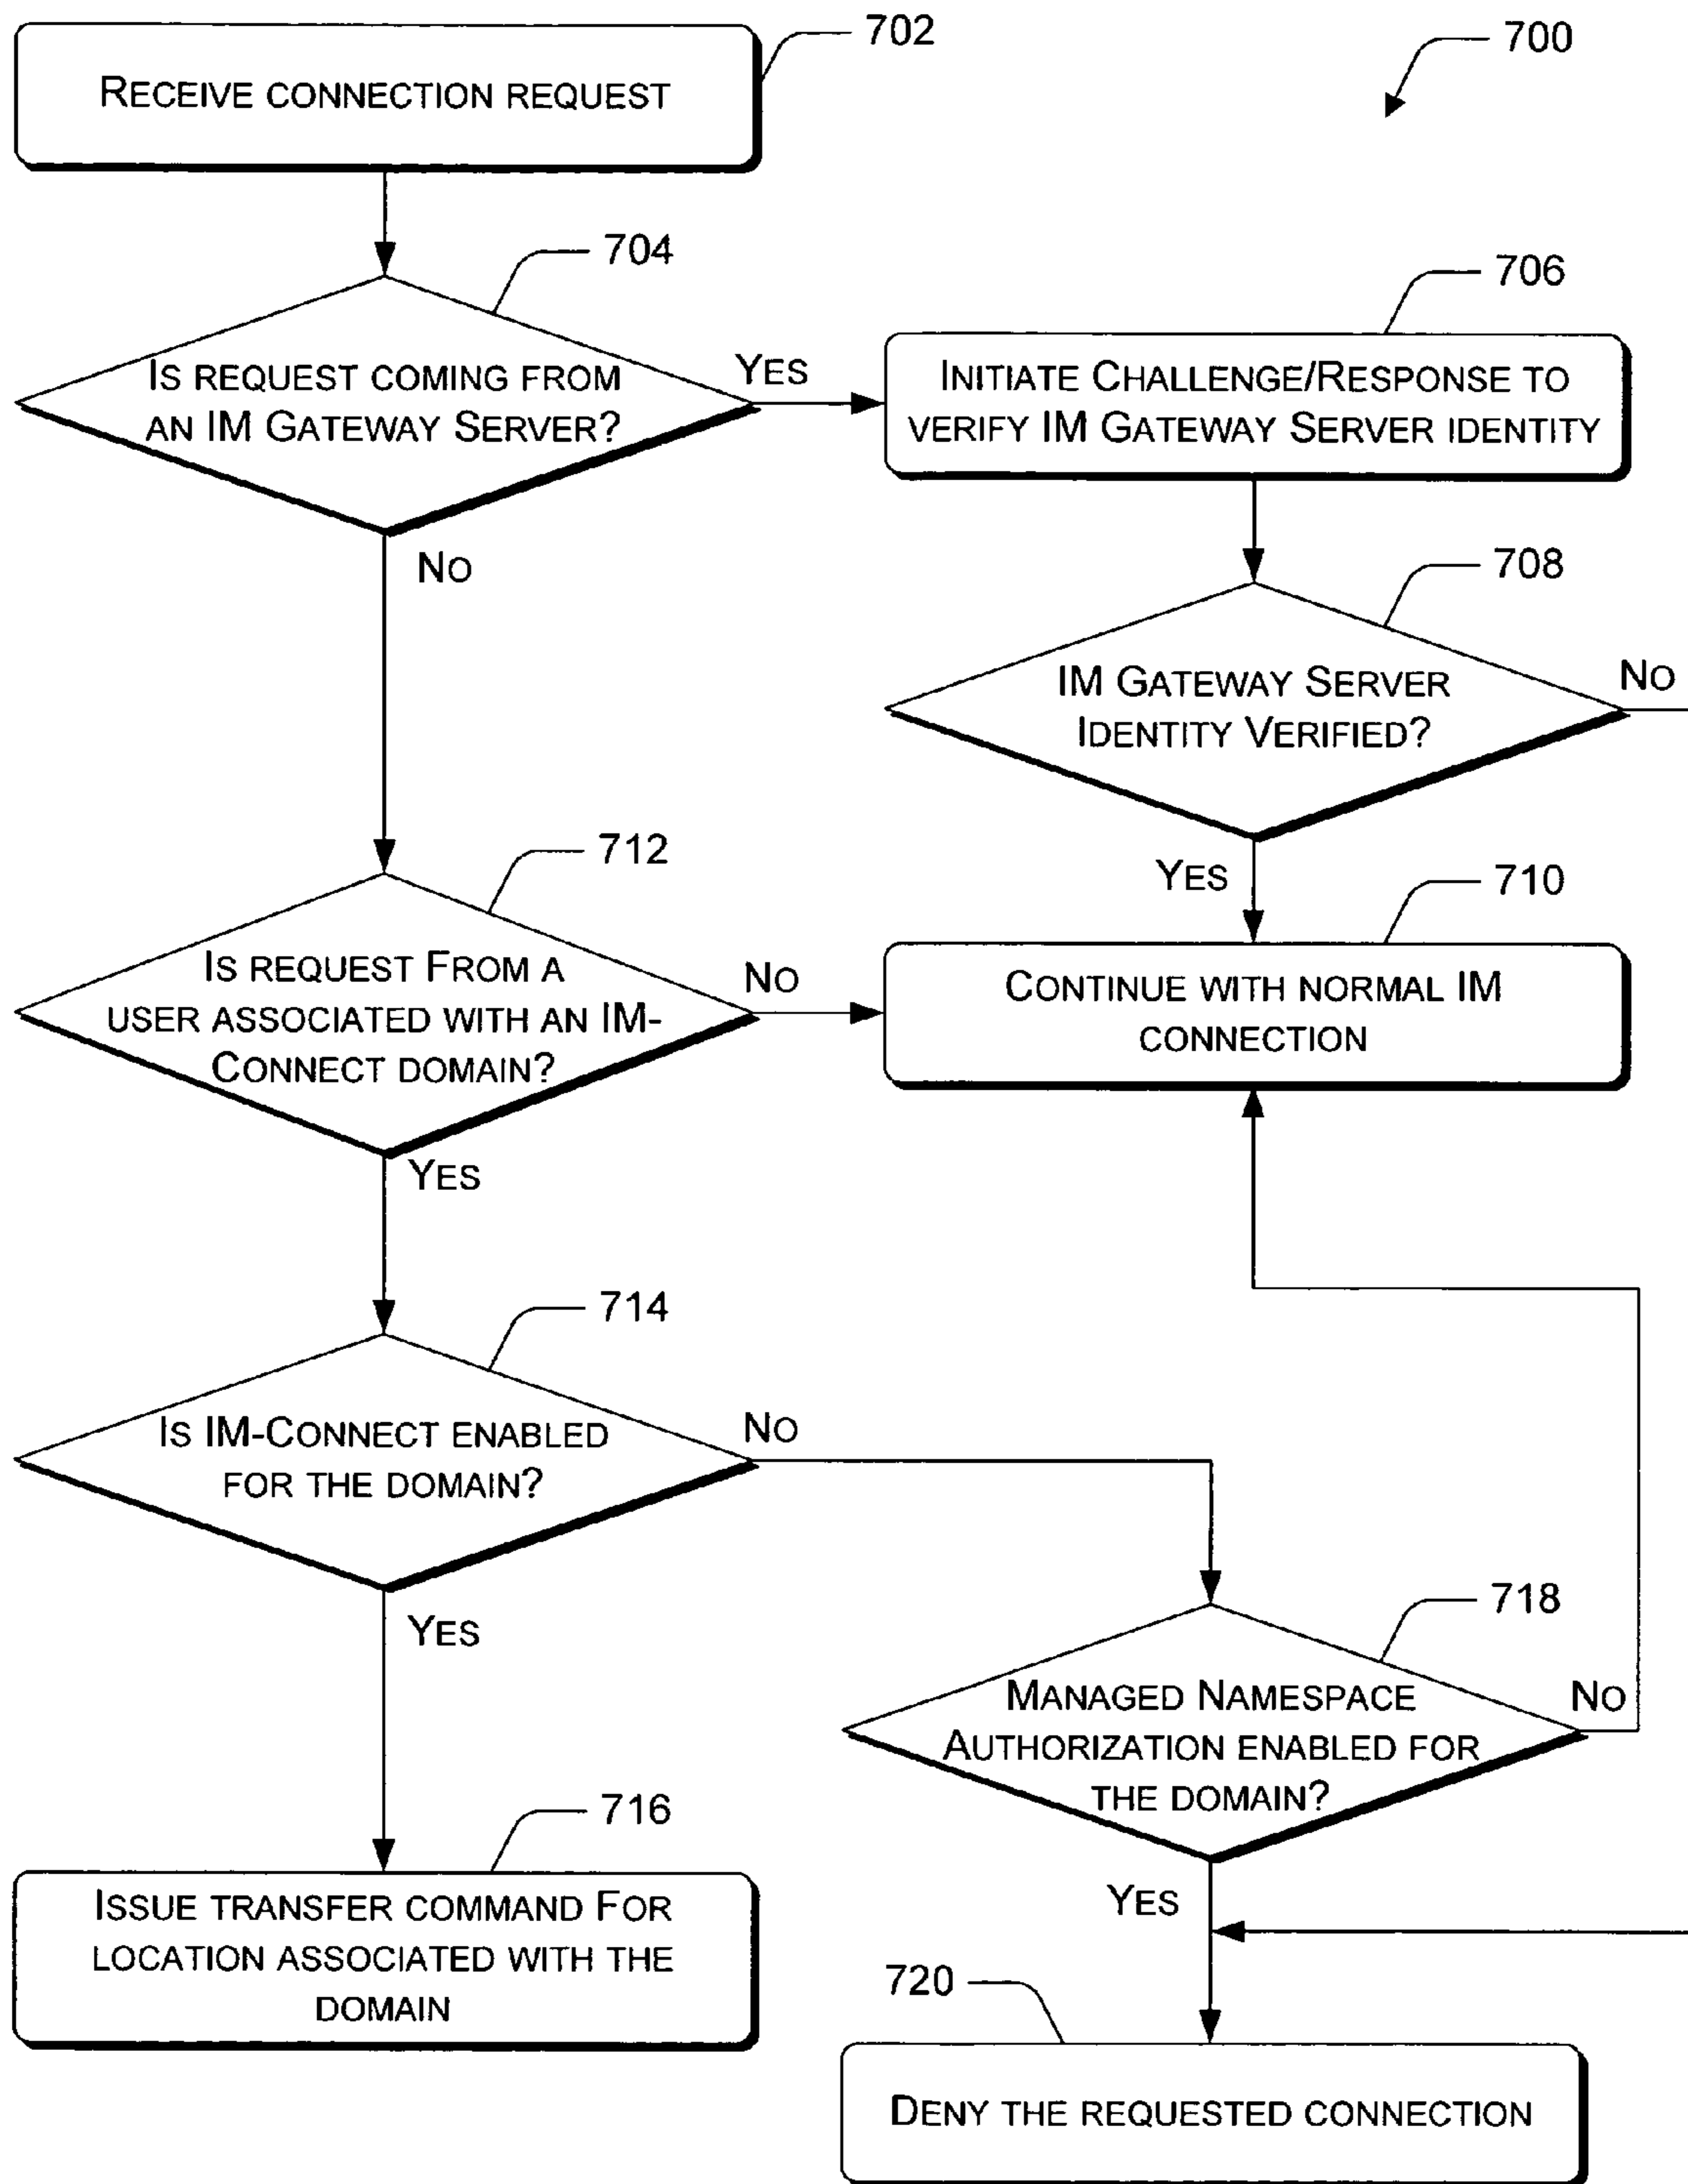 702
700
RECEIVE CONNECTION REQUEST
704
706
IS REQUEST COMING FROM
AN IM GATEWAY SERVER?
YES
INITIATE CHALLENGE/RESPONSE TO
VERIFY IM GATEWAY SERVER IDENTITY
NO
708
IM GATEWAY SERVER
IDENTITY VERIFIED?
NO
YES
712
710
IS REQUEST FROM A
USER ASSOCIATED WITH AN IM-
CONNECT DOMAIN?
NO
CONTINUE WITH NORMAL IM
CONNECTION
YES
714
IS IM-CONNECT ENABLED
FOR THE DOMAIN?
NO
YES
718
MANAGED NAMESPACE
AUTHORIZATION ENABLED FOR
THE DOMAIN?
NO
YES
716
ISSUE TRANSFER COMMAND FOR
LOCATION ASSOCIATED WITH THE
DOMAIN
720
DENY THE REQUESTED CONNECTION